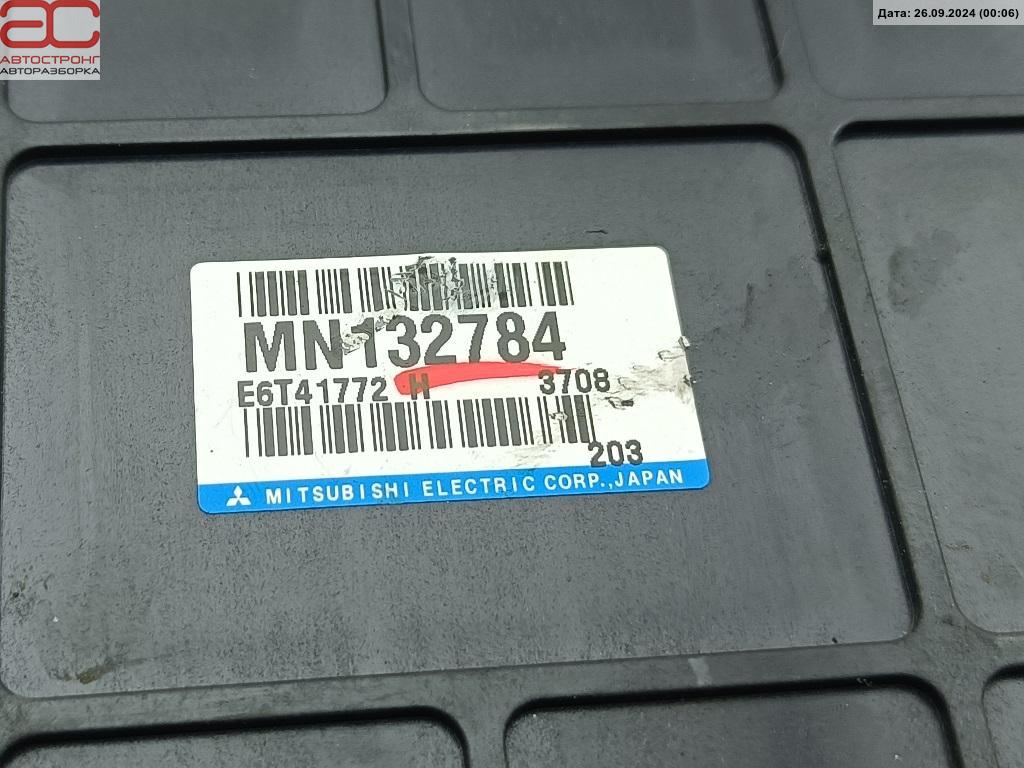 АС
АВТОСТРОНГ
АВТОРАЗБОРКА
Дата: 26.09.2024 (00:06)
MN132784
E6T41772 H 3708
203
MITSUBISHI ELECTRIC CORP.,JAPAN